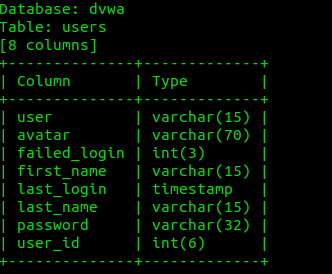 Database: dvwa
Table: users
[8 columns]
+--------------+-------------+
| Column       | Type        |
+--------------+-------------+
| user         | varchar(15) |
| avatar       | varchar(70) |
| failed_login | int(3)      |
| first_name   | varchar(15) |
| last_login   | timestamp   |
| last_name    | varchar(15) |
| password     | varchar(32) |
| user_id      | int(6)      |
+--------------+-------------+